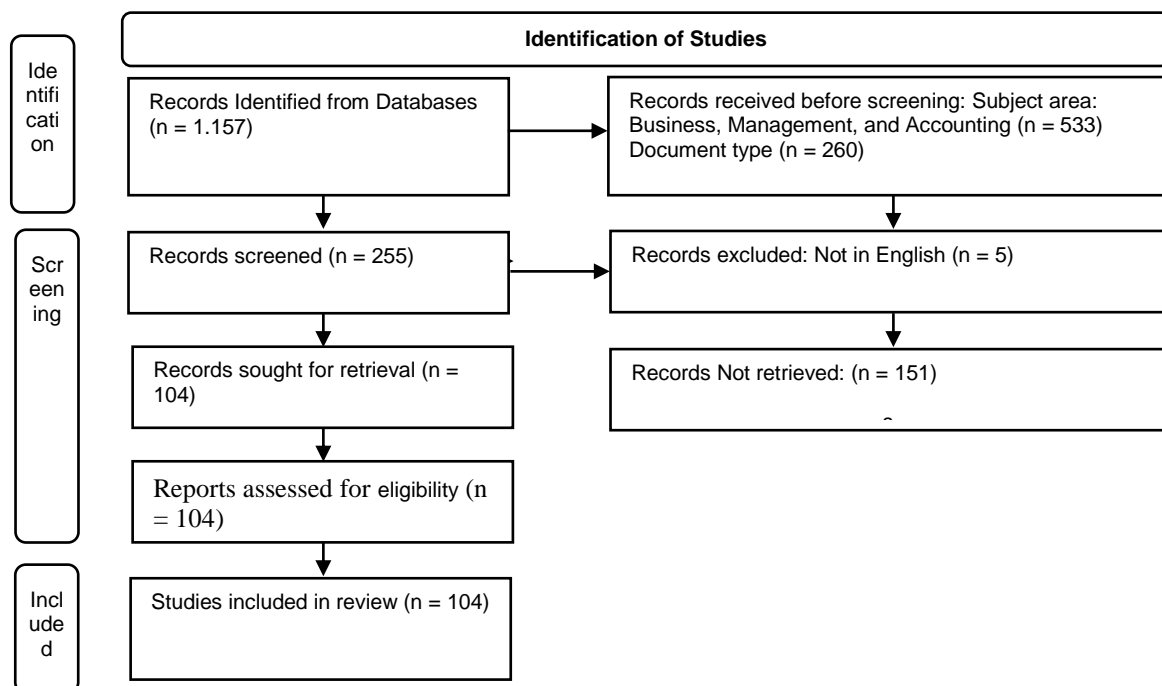 Identification of Studies
Ide
ntifi
cati
on
Records Identified from Databases
(n = 1.157)
Records received before screening: Subject area:
Business, Management, and Accounting (n = 533)
Document type (n = 260)
Scr
een
ing
Records screened (n = 255)
Records excluded: Not in English (n = 5)
Records sought for retrieval (n =
104)
Records Not retrieved: (n = 151)
Reports assessed for eligibility (n
= 104)
Incl
ude
d
Studies included in review (n = 104)